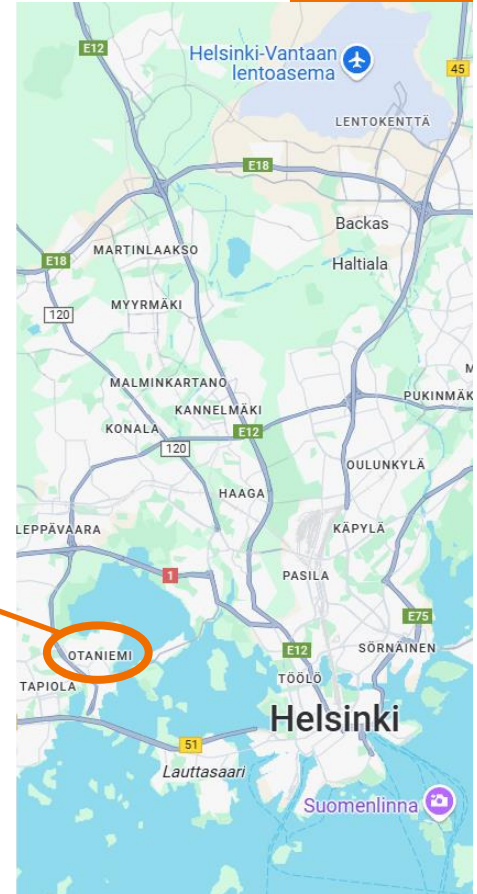 E12
Helsinki-Vantaan
lentoasema
45
LENTOKENTTÄ
E18
Backas
MARTINLAAKSO
Haltiala
E18
120
MYYRMÄKI
M
MALMINKARTANO
PUKINMÄK
KANNELMÄKI
KONALA
E12
120
OULUNKYLÄ
HAAGA
LEPPÄVAARA
KÄPYLÄ
1
PASILA
E75
E12
SÖRNÄINEN
OTANIEMI
TÖÖLÖ
TAPIOLA
Helsinki
51
Lauttasaari
Suomenlinna